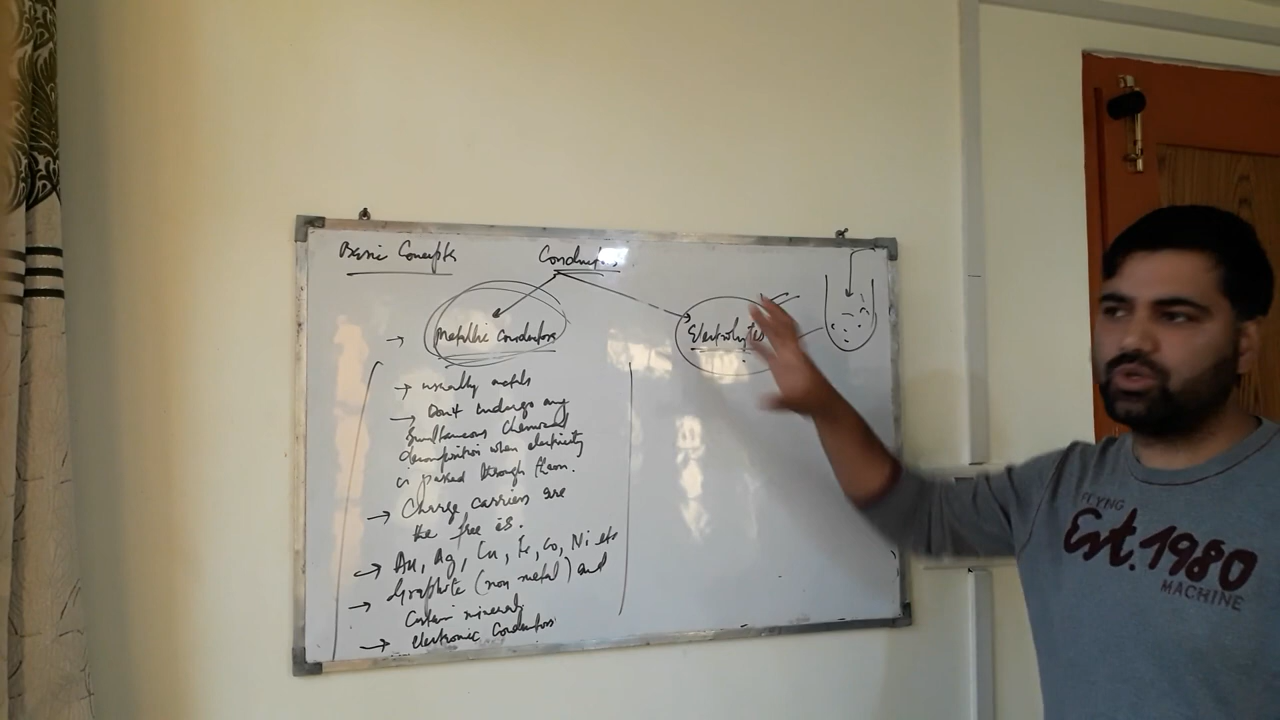 Basic Concepts
Conductors
Metallic Conductors
Electrolytes
→ usually metals
→ Don't undergo any
Simultaneous Chemical
decomposition when electricity
is passed through them.
→ Charge carriers are
the free es.
→ Au, Ag, Cu, Fe, Co, Ni etc
→ Graphite (non metal) and
Certain minerals
→ electronic Conductors
FLYNG
Est. 1980
MACHINE